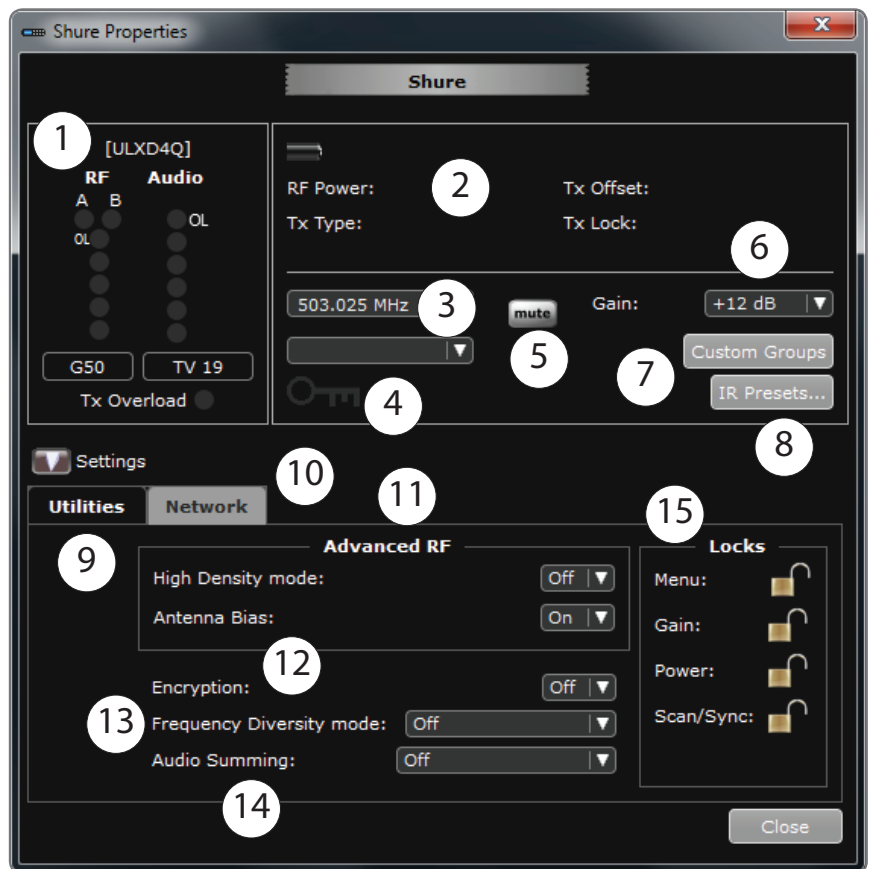 Shure Properties
Shure
1
[ULXD4Q]
RF Audio
A B
OL
OL
G50 TV 19
Tx Overload
2
RF Power: Tx Offset:
Tx Type: Tx Lock:
6
503.025 MHz 3 mute Gain: +12 dB
5
Custom Groups
7
4 IR Presets...
8
Settings
10
11
Utilities Network
15
9
Advanced RF
High Density mode: Off
Antenna Bias: On
12
Encryption: Off
13
Frequency Diversity mode: Off
Audio Summing: Off
14
Locks
Menu:
Gain:
Power:
Scan/Sync:
Close